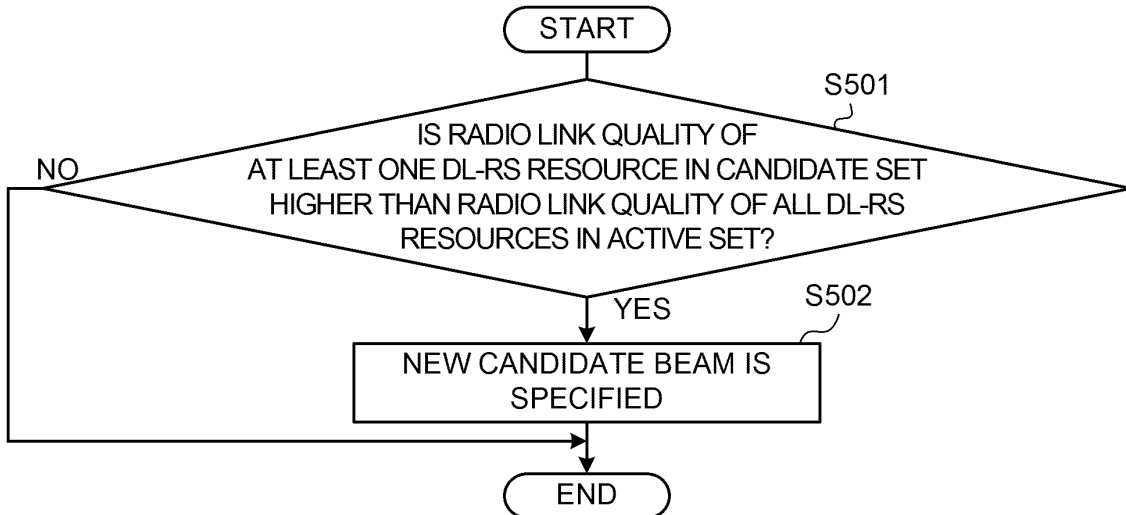 START
S501
IS RADIO LINK QUALITY OF
AT LEAST ONE DL-RS RESOURCE IN CANDIDATE SET
HIGHER THAN RADIO LINK QUALITY OF ALL DL-RS
RESOURCES IN ACTIVE SET?
NO
YES
S502
NEW CANDIDATE BEAM IS
SPECIFIED
END